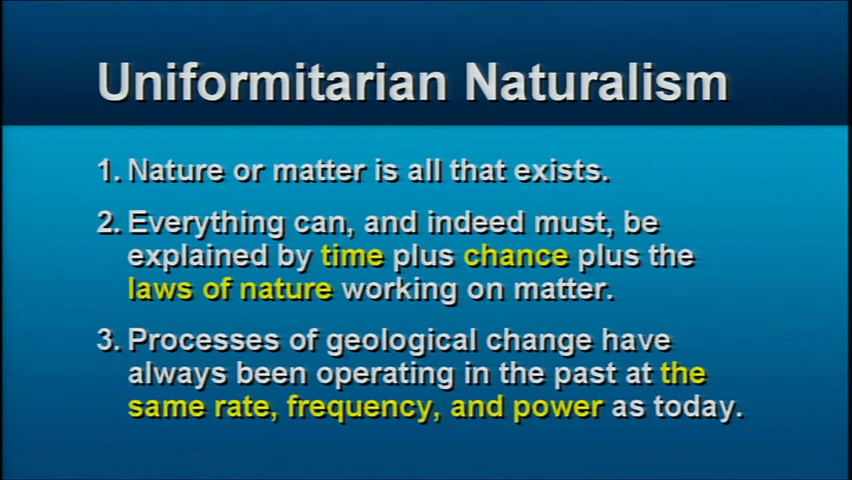 Uniformitarian Naturalism
1. Nature or matter is all that exists.
2. Everything can, and indeed must, be
explained by time plus chance plus the
laws of nature working on matter.
3. Processes of geological change have
always been operating in the past at the
same rate, frequency, and power as today.